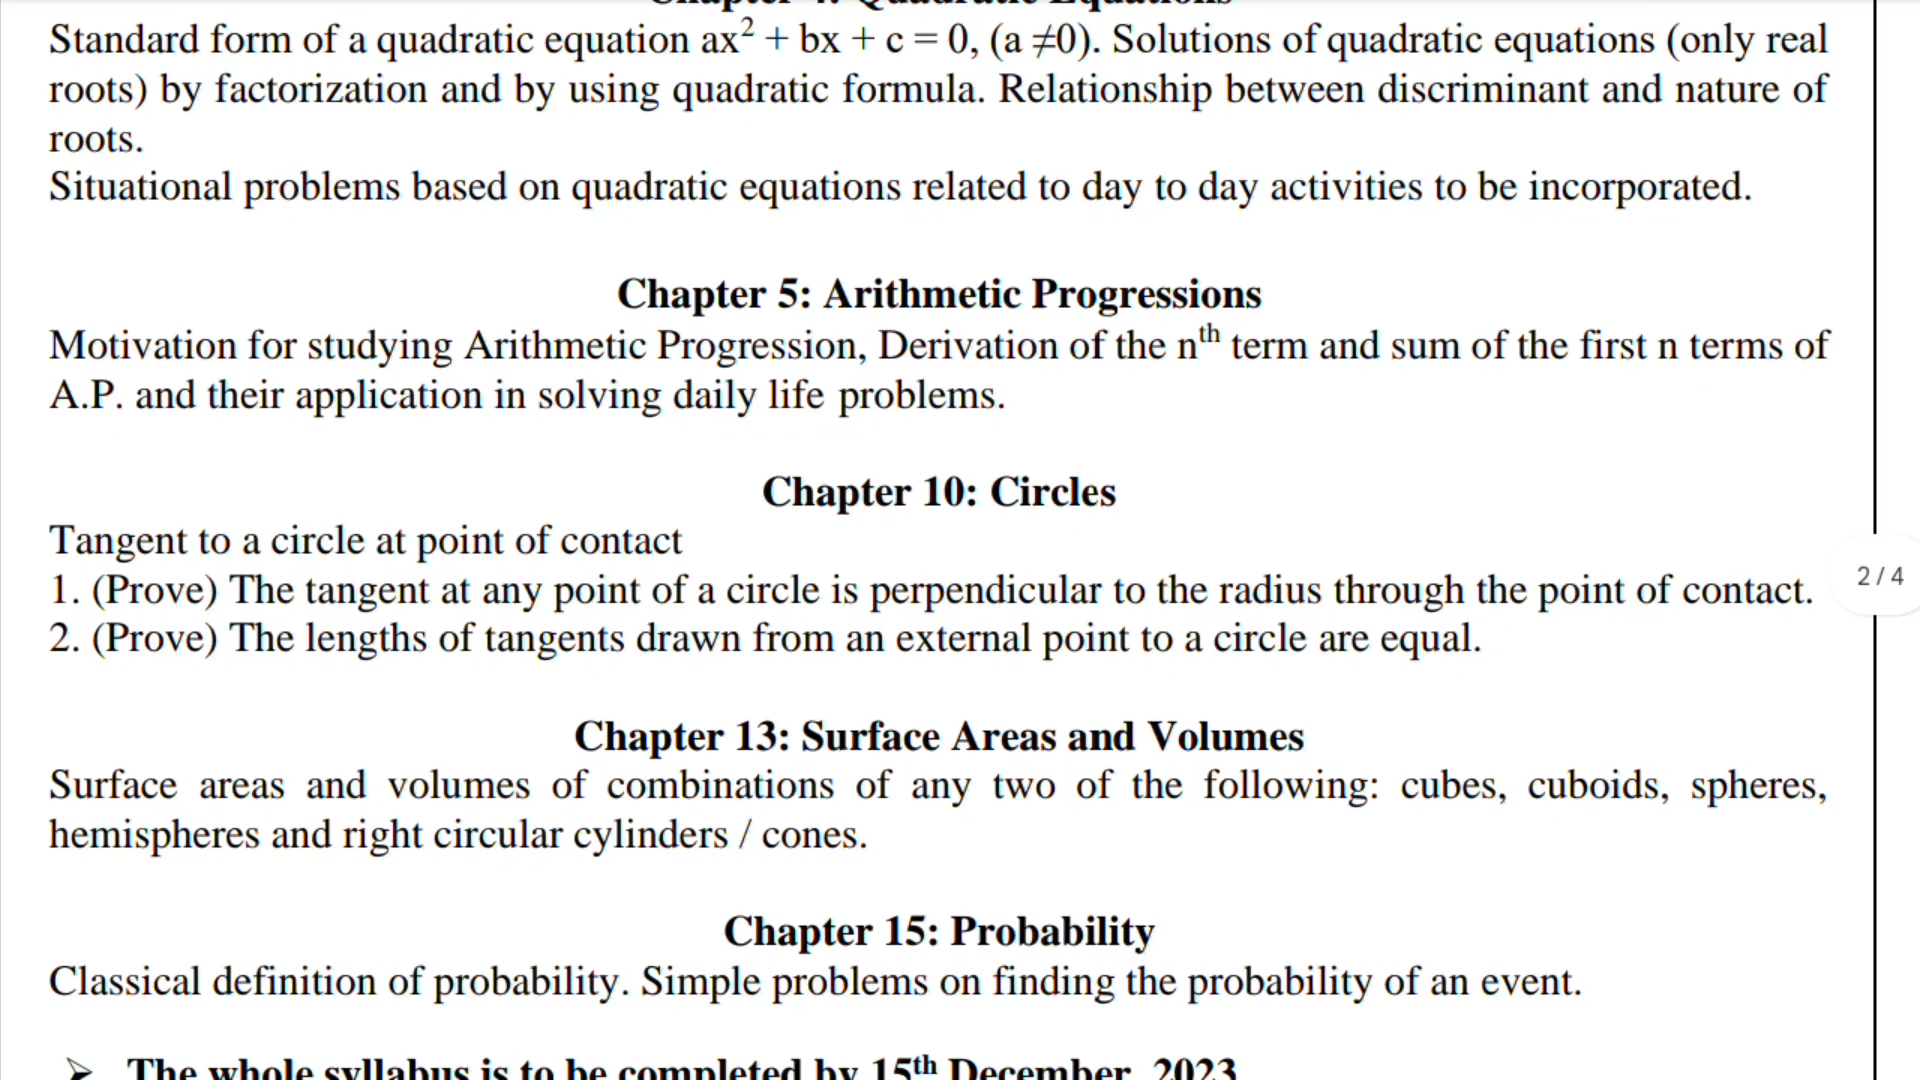 Chapter 4: Quadratic Equations
Standard form of a quadratic equation ax² + bx + c = 0, (a ≠0). Solutions of quadratic equations (only real
roots) by factorization and by using quadratic formula. Relationship between discriminant and nature of
roots.
Situational problems based on quadratic equations related to day to day activities to be incorporated.
Chapter 5: Arithmetic Progressions
Motivation for studying Arithmetic Progression, Derivation of the nᵗʰ term and sum of the first n terms of
A.P. and their application in solving daily life problems.
Chapter 10: Circles
Tangent to a circle at point of contact
1. (Prove) The tangent at any point of a circle is perpendicular to the radius through the point of contact.
2 / 4
2. (Prove) The lengths of tangents drawn from an external point to a circle are equal.
Chapter 13: Surface Areas and Volumes
Surface areas and volumes of combinations of any two of the following: cubes, cuboids, spheres,
hemispheres and right circular cylinders / cones.
Chapter 15: Probability
Classical definition of probability. Simple problems on finding the probability of an event.
➢ The whole syllabus is to be completed by 15ᵗʰ December, 2023